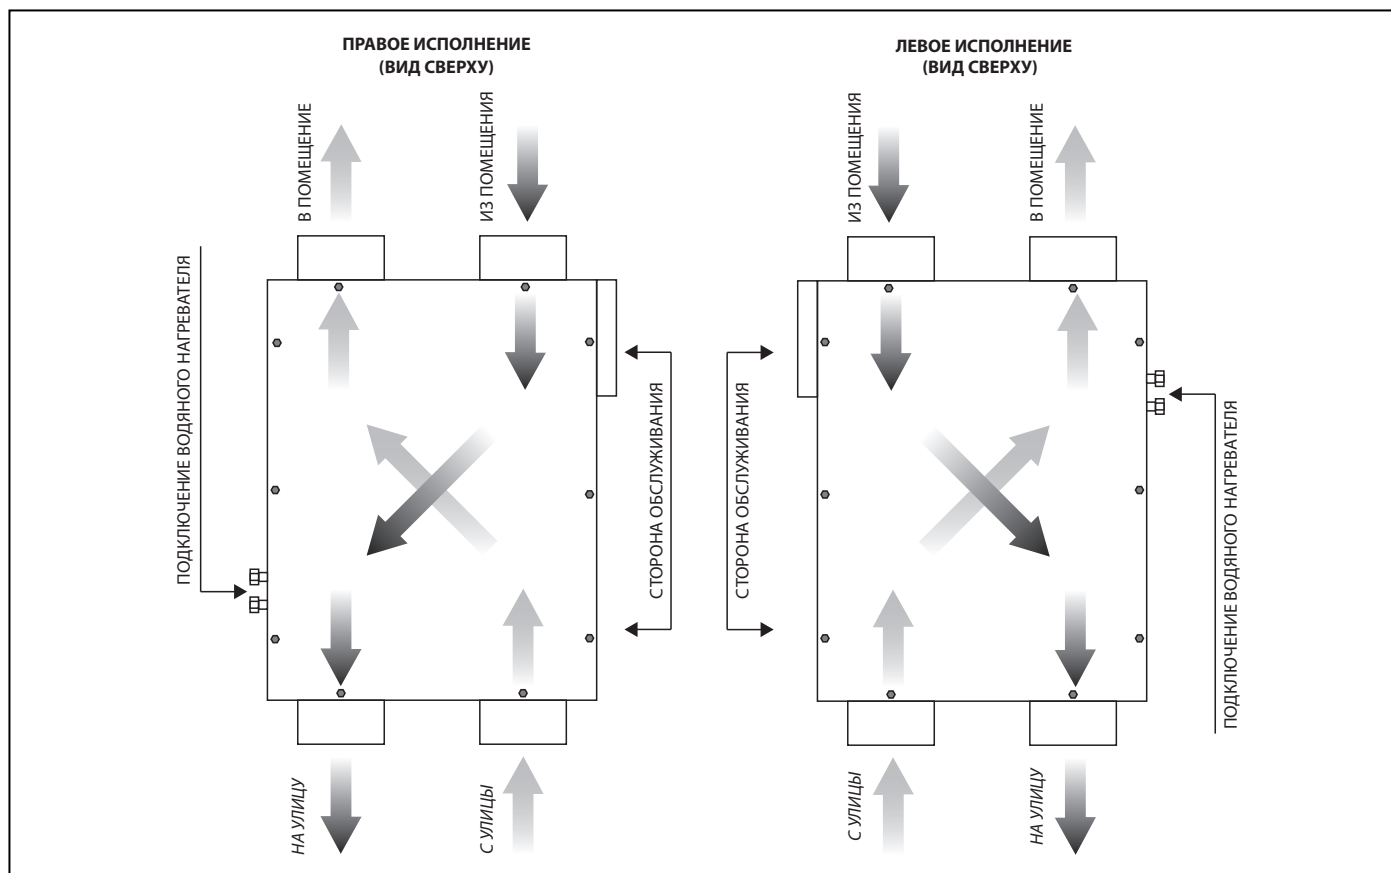 ПРАВОЕ ИСПОЛНЕНИЕ
(ВИД СВЕРХУ)
В ПОМЕЩЕНИЕ
ИЗ ПОМЕЩЕНИЯ
ПОДКЛЮЧЕНИЕ ВОДЯНОГО НАГРЕВАТЕЛЯ
СТОРОНА ОБСЛУЖИВАНИЯ
НА УЛИЦУ
С УЛИЦЫ
ЛЕВОЕ ИСПОЛНЕНИЕ
(ВИД СВЕРХУ)
ИЗ ПОМЕЩЕНИЯ
В ПОМЕЩЕНИЕ
СТОРОНА ОБСЛУЖИВАНИЯ
ПОДКЛЮЧЕНИЕ ВОДЯНОГО НАГРЕВАТЕЛЯ
С УЛИЦЫ
НА УЛИЦУ